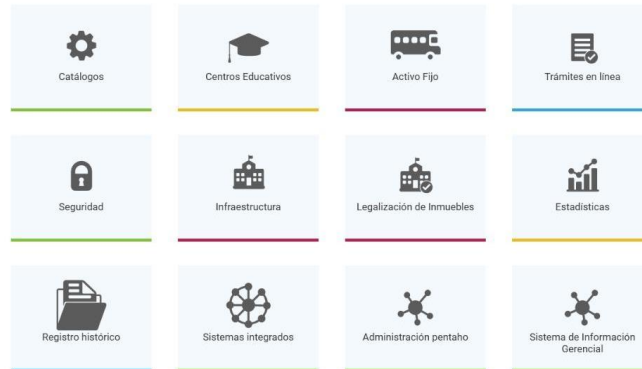 Catálogos
Centros Educativos
Activo Fijo
Trámites en línea
Seguridad
Infraestructura
Legalización de Inmuebles
Estadísticas
Registro histórico
Sistemas integrados
Administración pentaho
Sistema de Información
Gerencial